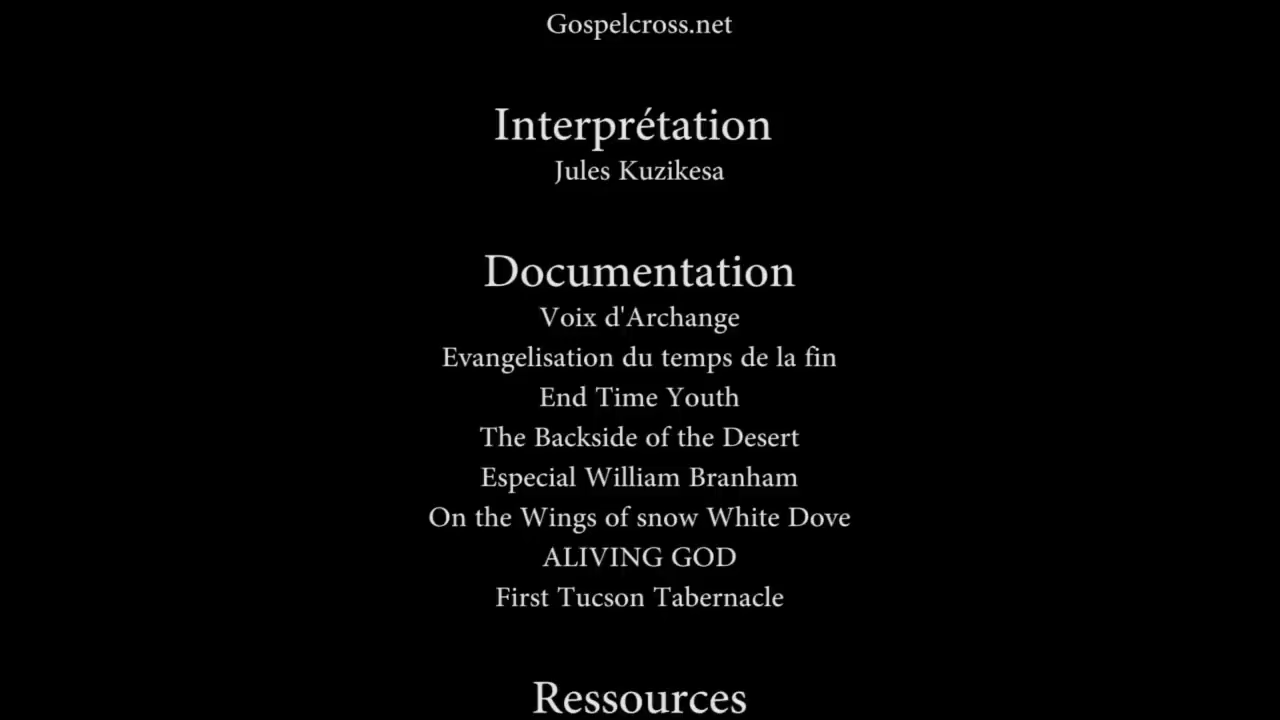 Gospelcross.net
Interprétation
Jules Kuzikesa
Documentation
Voix d'Archange
Evangelisation du temps de la fin
End Time Youth
The Backside of the Desert
Especial William Branham
On the Wings of snow White Dove
ALIVING GOD
First Tucson Tabernacle
Ressources